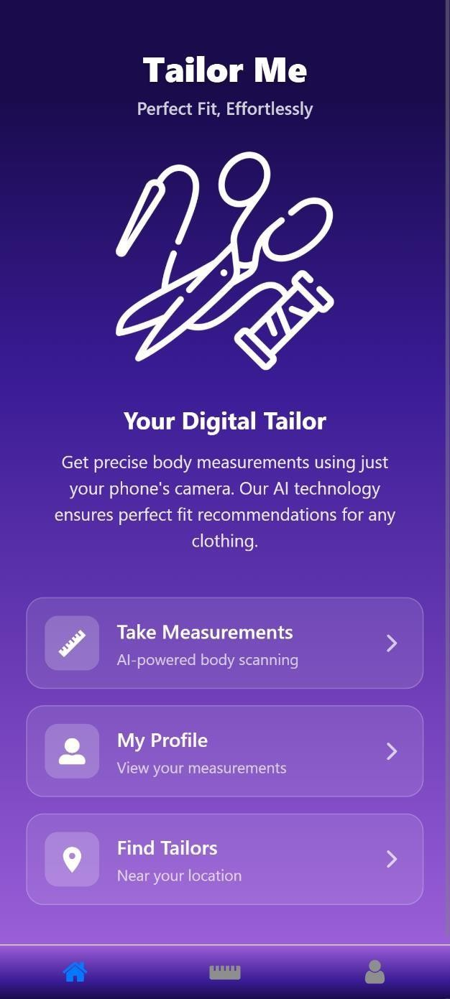 Tailor Me
Perfect Fit, Effortlessly
Your Digital Tailor
Get precise body measurements using just
your phone's camera. Our AI technology
ensures perfect fit recommendations for any
clothing.
Take Measurements
AI-powered body scanning
My Profile
View your measurements
Find Tailors
Near your location